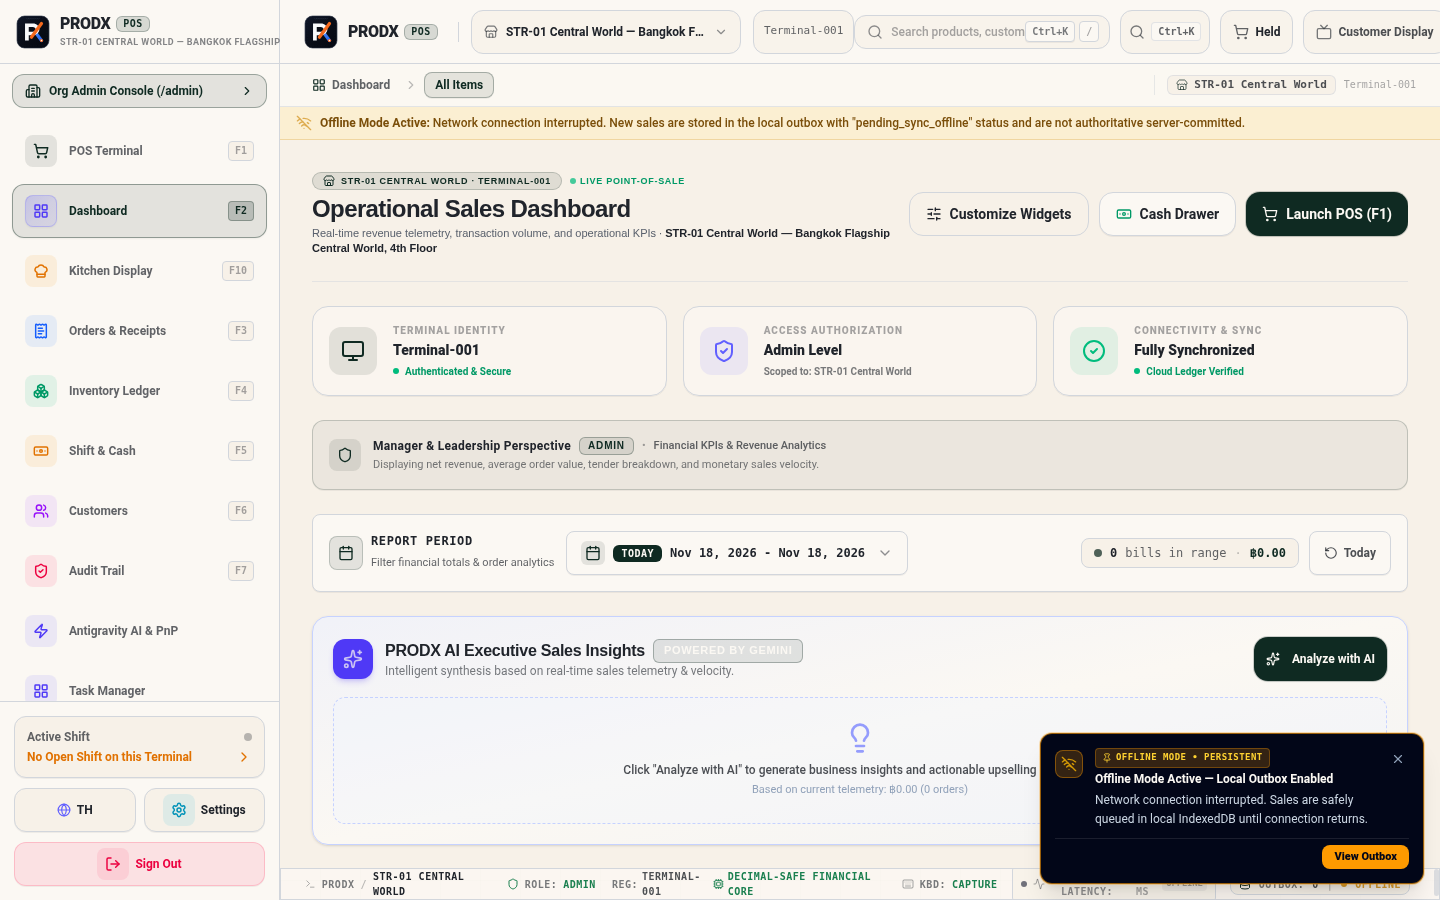 PRODX POS
STR-01 CENTRAL WORLD — BANGKOK FLAGSHIP
Org Admin Console (/admin)
POS Terminal F1
Dashboard F2
Kitchen Display F10
Orders & Receipts F3
Inventory Ledger F4
Shift & Cash F5
Customers F6
Audit Trail F7
Antigravity AI & PnP
Task Manager
Active Shift
No Open Shift on this Terminal
TH
Settings
Sign Out
PRODX POS
STR-01 Central World — Bangkok F...
Terminal-001
Search products, custom Ctrl+K /
Ctrl+K
Held
Customer Display
Dashboard
All Items
STR-01 Central World
Terminal-001
Offline Mode Active: Network connection interrupted. New sales are stored in the local outbox with "pending_sync_offline" status and are not authoritative server-committed.
STR-01 CENTRAL WORLD · TERMINAL-001
LIVE POINT-OF-SALE
Operational Sales Dashboard
Real-time revenue telemetry, transaction volume, and operational KPIs · STR-01 Central World — Bangkok Flagship
Central World, 4th Floor
Customize Widgets
Cash Drawer
Launch POS (F1)
TERMINAL IDENTITY
Terminal-001
Authenticated & Secure
ACCESS AUTHORIZATION
Admin Level
Scoped to: STR-01 Central World
CONNECTIVITY & SYNC
Fully Synchronized
Cloud Ledger Verified
Manager & Leadership Perspective ADMIN · Financial KPIs & Revenue Analytics
Displaying net revenue, average order value, tender breakdown, and monetary sales velocity.
REPORT PERIOD
Filter financial totals & order analytics
TODAY Nov 18, 2026 - Nov 18, 2026
0 bills in range · ฿0.00
Today
PRODX AI Executive Sales Insights POWERED BY GEMINI
Intelligent synthesis based on real-time sales telemetry & velocity.
Analyze with AI
Click "Analyze with AI" to generate business insights and actionable upselling
Based on current telemetry: ฿0.00 (0 orders)
OFFLINE MODE • PERSISTENT
Offline Mode Active — Local Outbox Enabled
Network connection interrupted. Sales are safely
queued in local IndexedDB until connection returns.
View Outbox
PRODX / STR-01 CENTRAL
WORLD
ROLE: ADMIN
REG: TERMINAL-
001
DECIMAL-SAFE FINANCIAL
CORE
KBD: CAPTURE
LATENCY: MS
OFFLINE
OUTBOX: 0
OFFLINE